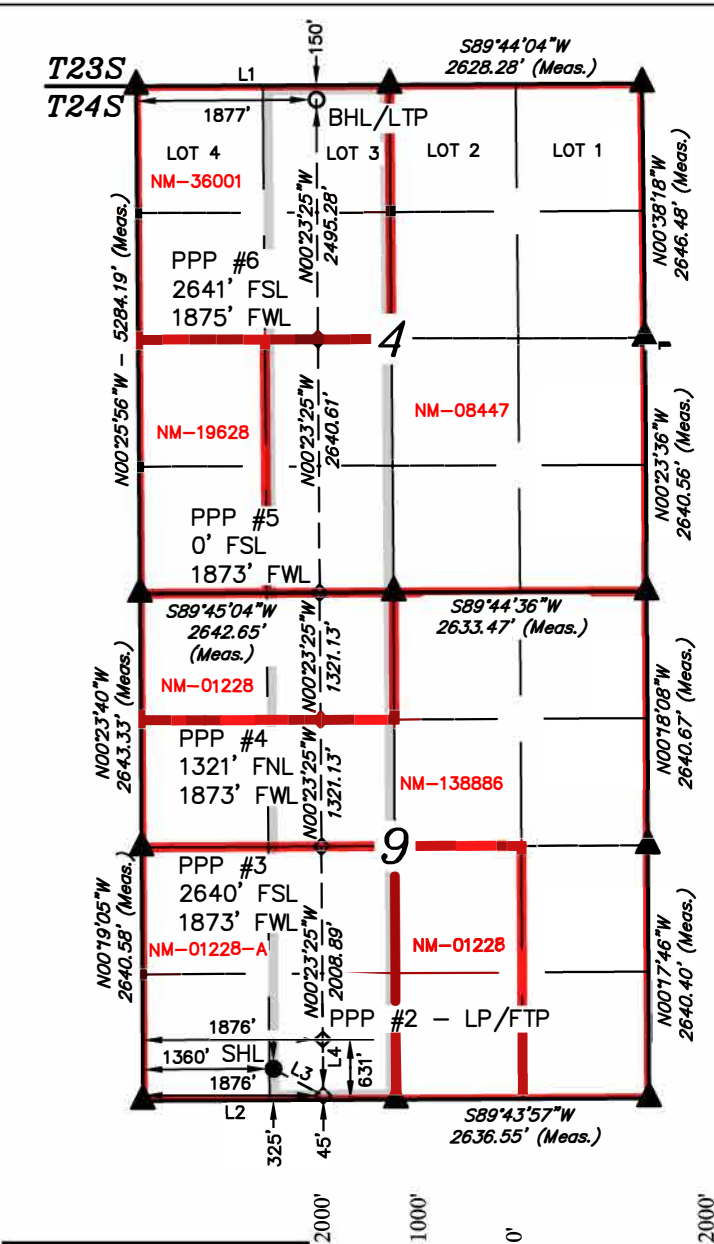 T23S
T24S
L1
150'
S89°44'04"W
2628.28' (Meas.)
1877'
BHL/LTP
LOT 4
LOT 3
LOT 2
LOT 1
NM-36001
N00°23'25"W
2495.28'
N00°38'18"W
2646.48' (Meas.)
N00°25'56"W - 5284.19' (Meas.)
PPP #6
2641' FSL
1875' FWL
4
NM-19628
N00°23'25"W
2640.61'
NM-08447
N00°23'36"W
2640.56' (Meas.)
PPP #5
0' FSL
1873' FWL
S89°45'04"W
2642.65'
(Meas.)
S89°44'36"W
2633.47' (Meas.)
N00°23'25"W
1321.13'
NM-01228
N00°23'40"W
2643.33' (Meas.)
N00°18'08"W
2640.67' (Meas.)
PPP #4
1321' FNL
1873' FWL
N00°23'25"W
1321.13'
NM-138886
9
PPP #3
2640' FSL
1873' FWL
N00°19'05"W
2640.58' (Meas.)
NM-01228-A
N00°23'25"W
2008.89'
NM-01228
N00°17'46"W
2640.40' (Meas.)
PPP #2 - LP/FTP
1876'
1360'
SHL
L3
L4
631'
1876'
L2
325'
45'
S89°43'57"W
2636.55' (Meas.)
2000'
1000'
0'
2000'